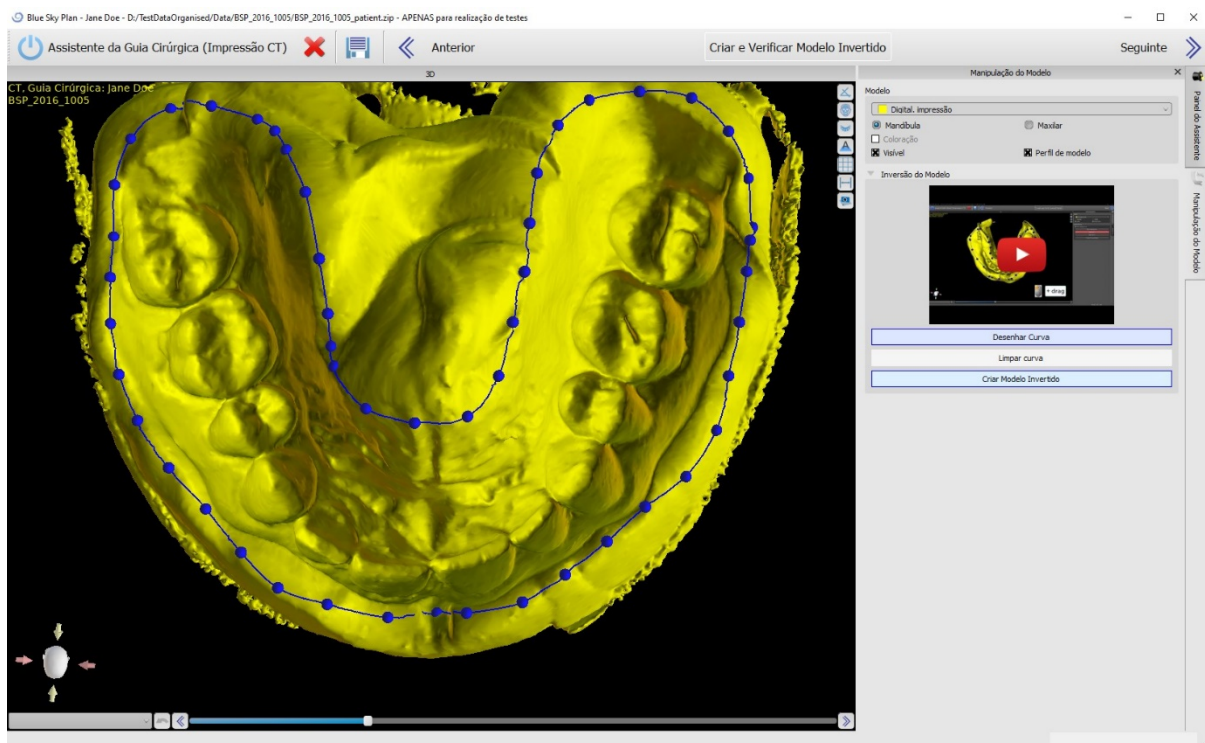 Blue Sky Plan - Jane Doe - D:/TestDataOrganised/Data/BSP_2016_1005/BSP_2016_1005_patient.zip - APENAS para realização de testes
Assistente da Guia Cirúrgica (Impressão CT)
Anterior
Criar e Verificar Modelo Invertido
Seguinte
3D
CT, Guia Cirúrgica: Jane Doe
BSP_2016_1005
Manipulação do Modelo
Modelo
Digital. impressão
Mandíbula
Maxilar
Coloração
Visível
Perfil de modelo
Inversão do Modelo
+ drag
Desenhar Curva
Limpar curva
Criar Modelo Invertido
Painel do Assistente
Manipulação do Modelo